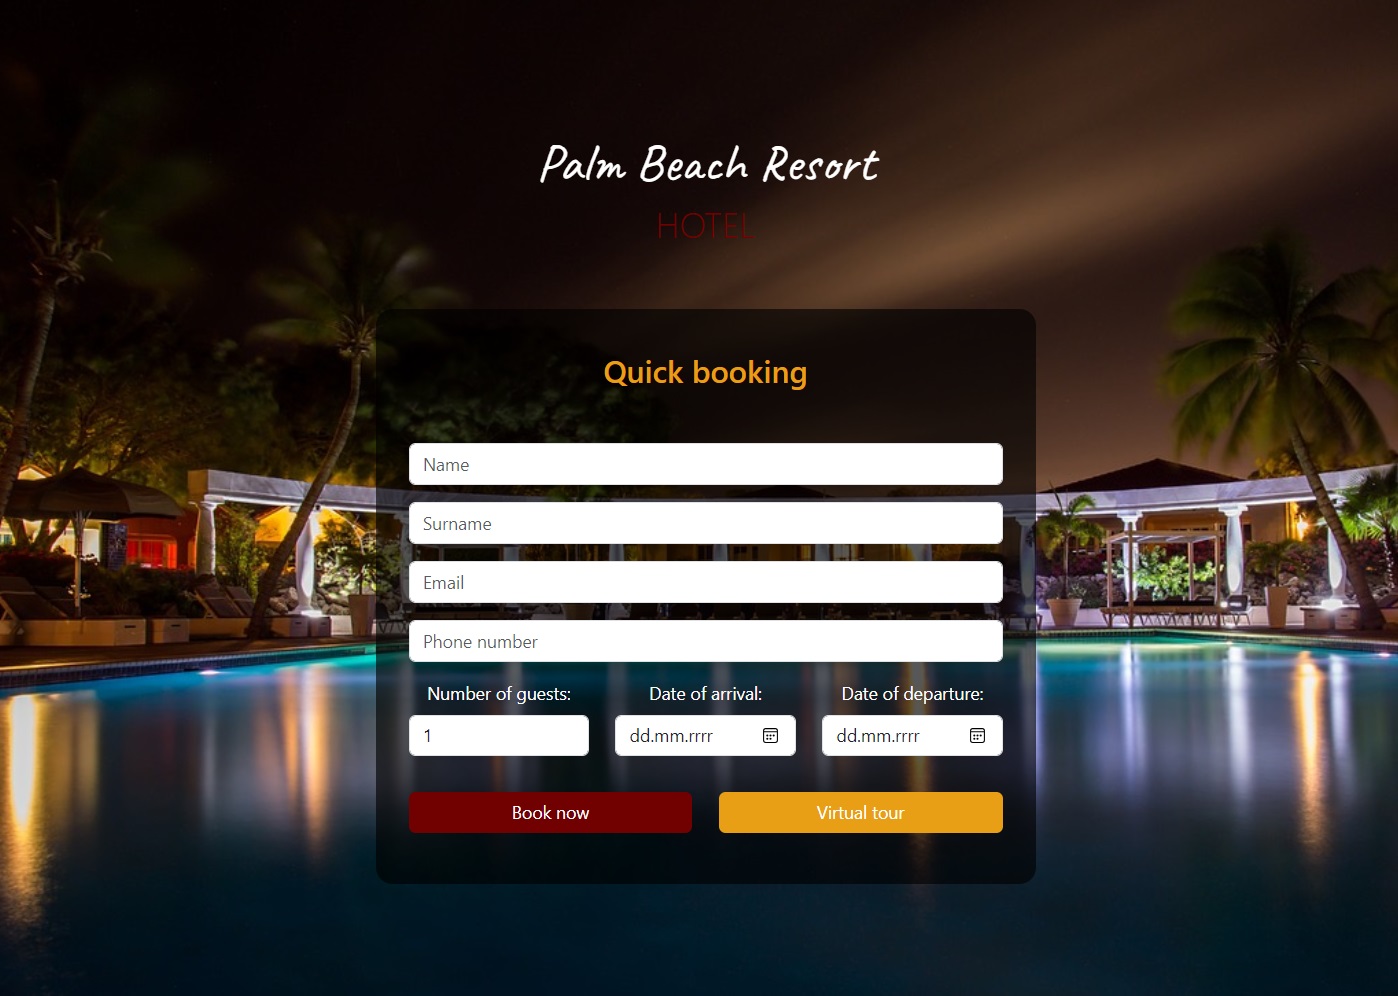 Palm Beach Resort
HOTEL
Quick booking
Name
Surname
Email
Phone number
Number of guests: Date of arrival: Date of departure:
1 dd.mm.rrrr dd.mm.rrrr
Book now Virtual tour